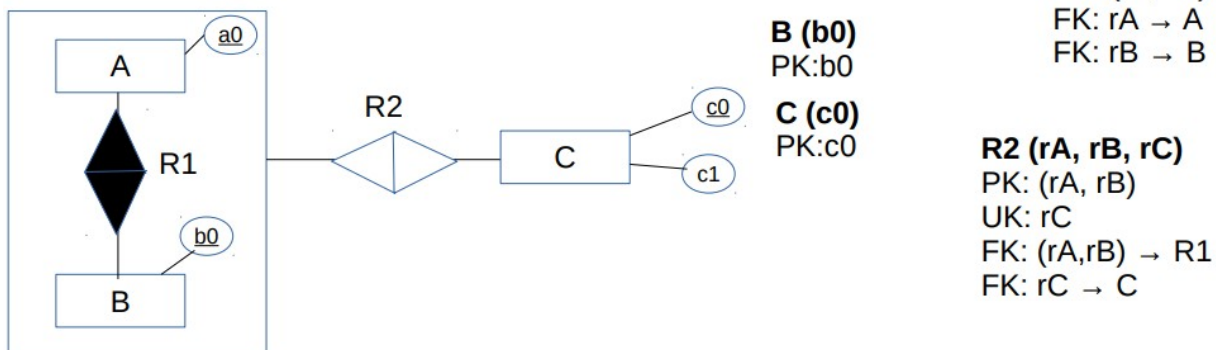 a0
A
R1
b0
B
R2
C
c0
c1
B (b0)
PK:b0
C (c0)
PK:c0
FK: rA → A
FK: rB → B
R2 (rA, rB, rC)
PK: (rA, rB)
UK: rC
FK: (rA,rB) → R1
FK: rC → C